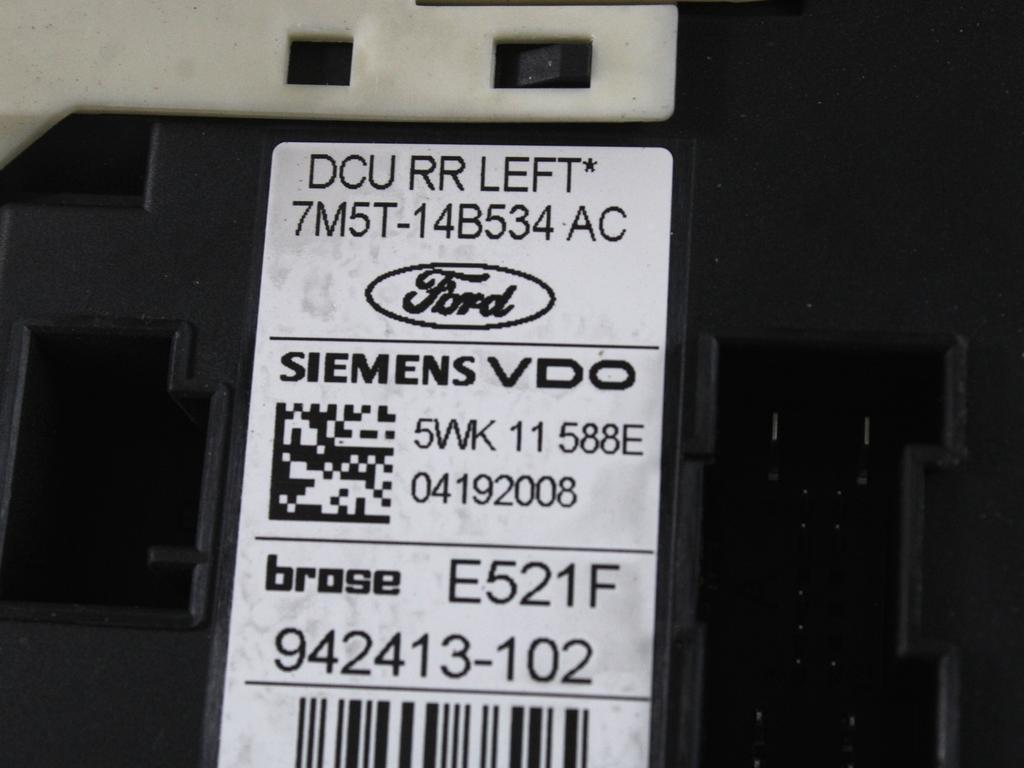 DCU RR LEFT*
7M5T-14B534 AC
Ford
SIEMENS VDO
5WK 11 588E
04192008
brose E521F
942413-102